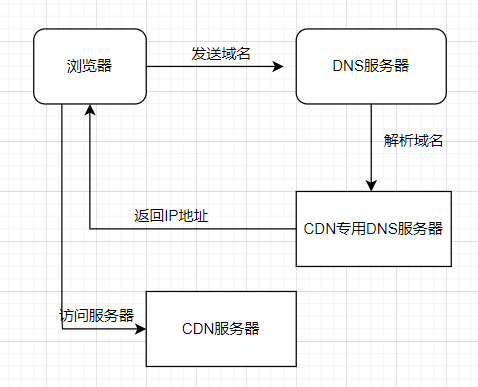 浏览器
发送域名
DNS服务器
解析域名
返回IP地址
CDN专用DNS服务器
访问服务器
CDN服务器